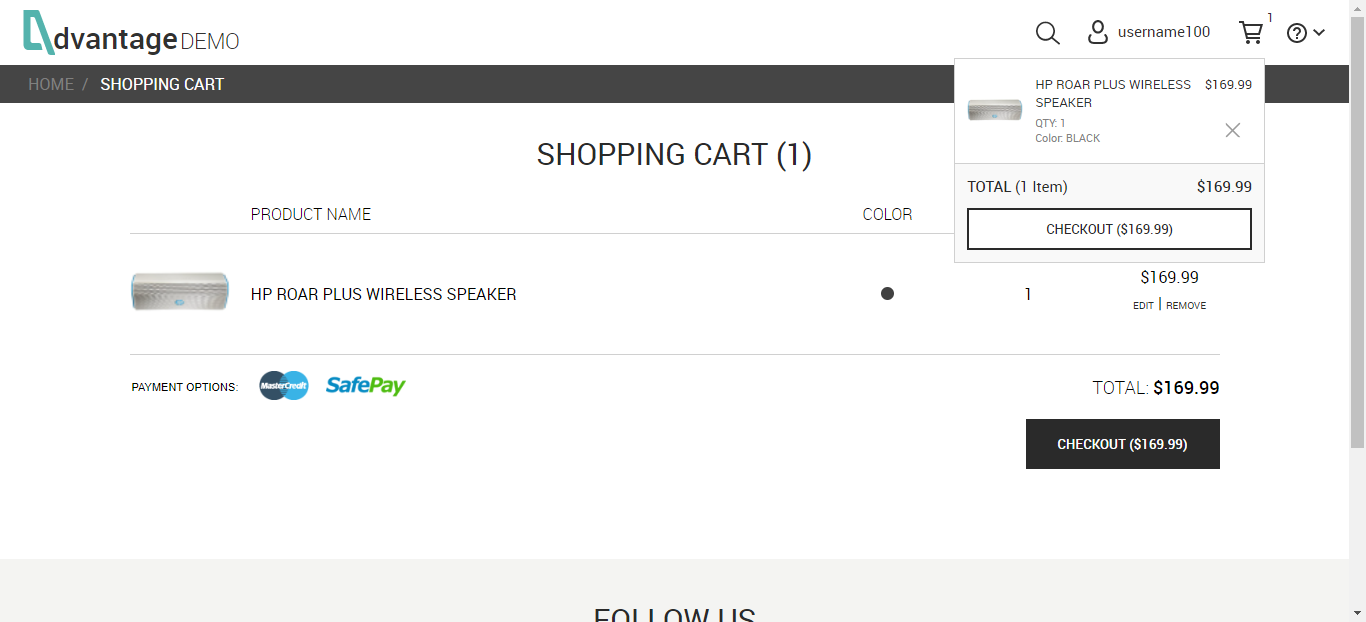 dvantage DEMO
username100
1
HOME / SHOPPING CART
HP ROAR PLUS WIRELESS SPEAKER $169.99
QTY: 1
Color: BLACK
TOTAL (1 Item) $169.99
CHECKOUT ($169.99)
SHOPPING CART (1)
PRODUCT NAME COLOR
HP ROAR PLUS WIRELESS SPEAKER 1 $169.99
EDIT | REMOVE
PAYMENT OPTIONS: MasterCredit SafePay
TOTAL: $169.99
CHECKOUT ($169.99)
FOLLOW US